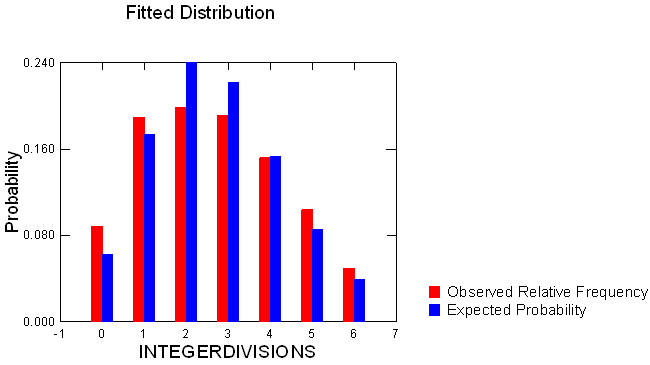 Fitted Distribution
0.240
0.160
0.080
0.000
Probability
-1 0 1 2 3 4 5 6 7
INTEGERDIVISIONS
Observed Relative Frequency
Expected Probability